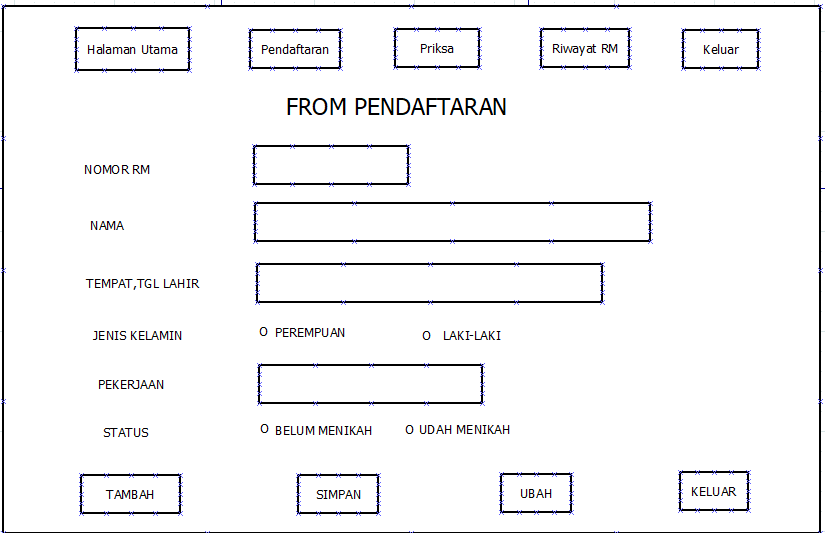 Halaman Utama
Pendaftaran
Priksa
Riwayat RM
Keluar
FROM PENDAFTARAN
NOMOR RM
NAMA
TEMPAT,TGL LAHIR
JENIS KELAMIN
O PEREMPUAN
O LAKI-LAKI
PEKERJAAN
STATUS
O BELUM MENIKAH
O UDAH MENIKAH
TAMBAH
SIMPAN
UBAH
KELUAR